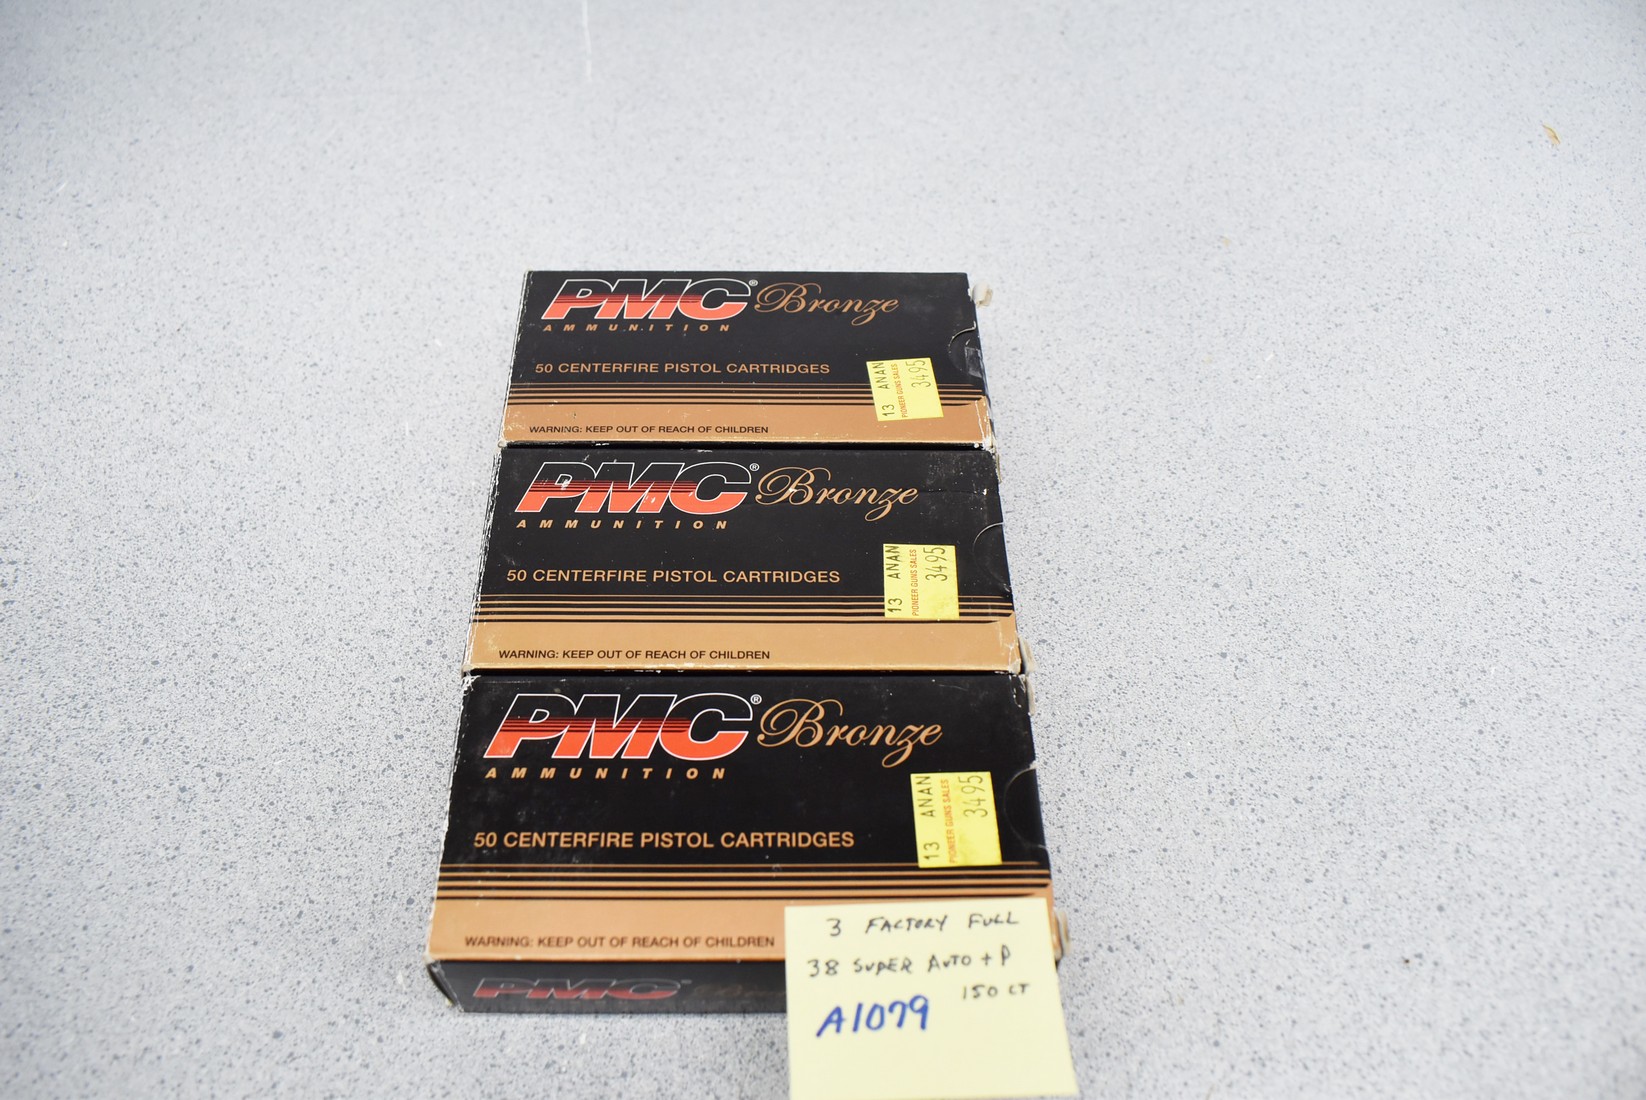 PMC® Bronze
AMMUNITION
50 CENTERFIRE PISTOL CARTRIDGES
13 ANAN
PIONEER GUNS SALES
3495
WARNING: KEEP OUT OF REACH OF CHILDREN
PMC® Bronze
AMMUNITION
50 CENTERFIRE PISTOL CARTRIDGES
13 ANAN
PIONEER GUNS SALES
3495
WARNING: KEEP OUT OF REACH OF CHILDREN
PMC® Bronze
AMMUNITION
50 CENTERFIRE PISTOL CARTRIDGES
13 ANAN
PIONEER GUNS SALES
3495
WARNING: KEEP OUT OF REACH OF CHILDREN
PMC
3 FACTORY FULL
38 SUPER AUTO + P
150 CT
A1079